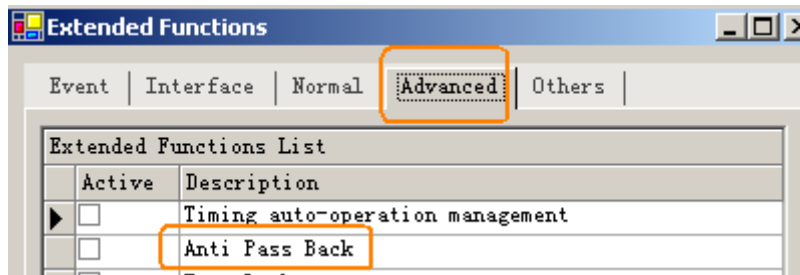 Extended Functions
Event Interface Normal Advanced Others
Extended Functions List
Active Description
Timing auto-operation management
Anti Pass Back